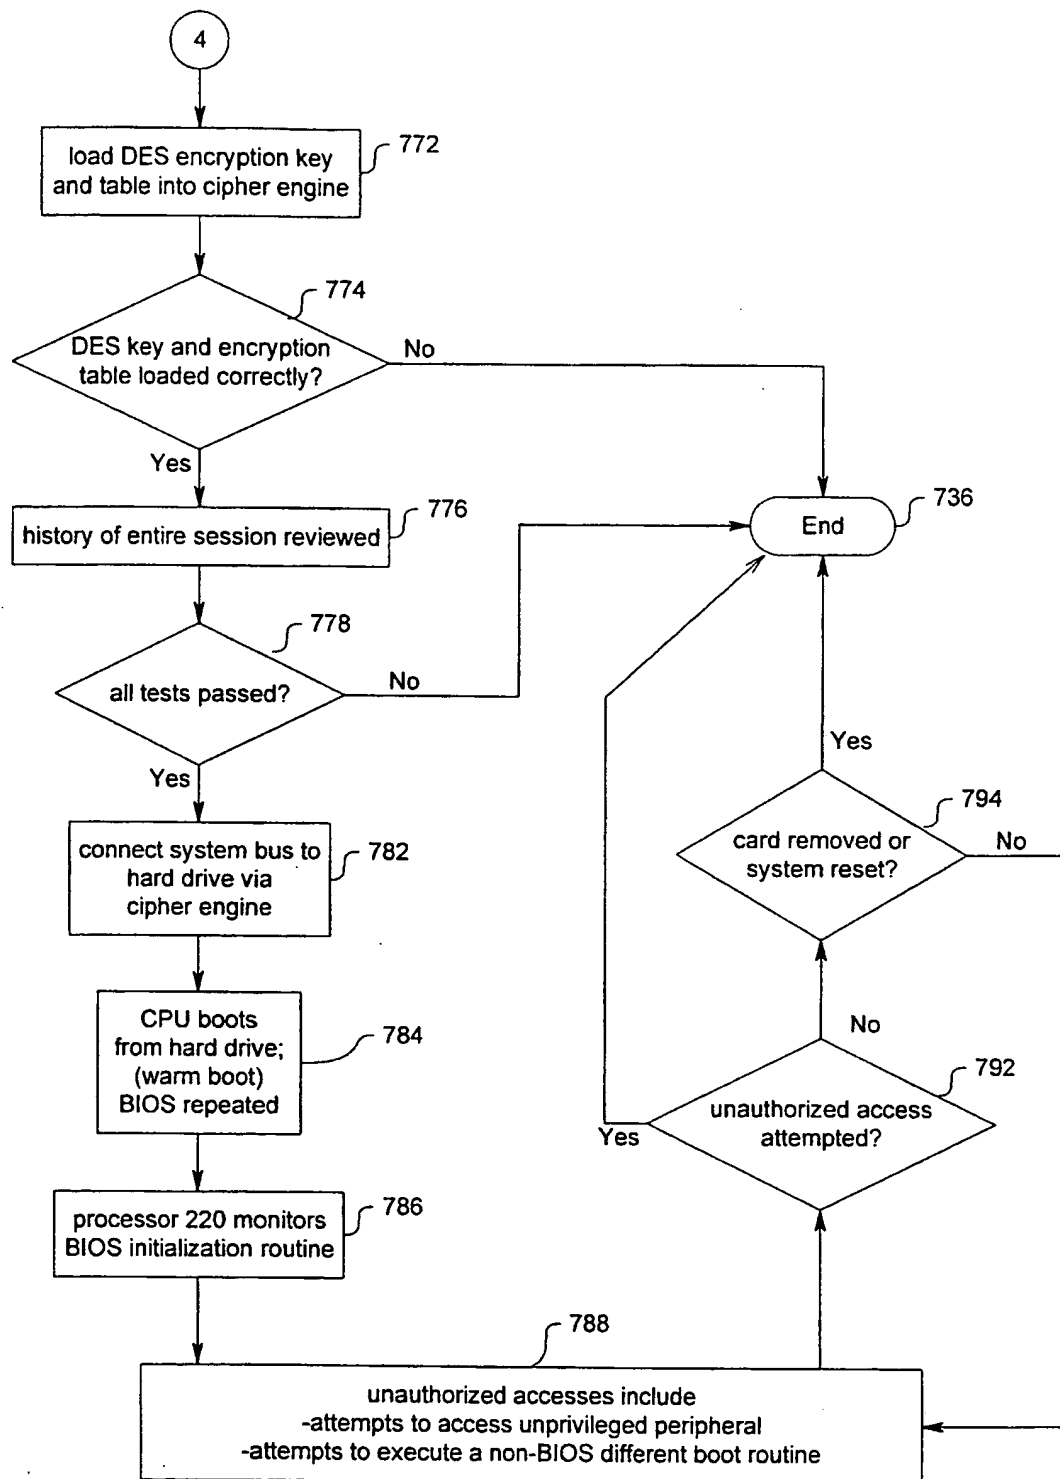 4
load DES encryption key
and table into cipher engine
772
774
DES key and encryption
table loaded correctly?
No
Yes
history of entire session reviewed
776
End
736
778
all tests passed?
No
Yes
connect system bus to
hard drive via
cipher engine
782
Yes
794
card removed or
system reset?
No
CPU boots
from hard drive;
(warm boot)
BIOS repeated
784
No
792
unauthorized access
attempted?
Yes
processor 220 monitors
BIOS initialization routine
786
788
unauthorized accesses include
-attempts to access unprivileged peripheral
-attempts to execute a non-BIOS different boot routine